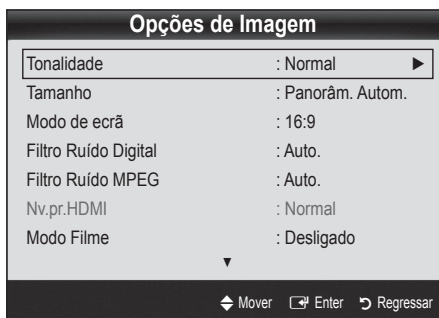 Opções de Imagem
Tonalidade : Normal ►
Tamanho : Panorâm. Autom.
Modo de ecrã : 16:9
Filtro Ruído Digital : Auto.
Filtro Ruído MPEG : Auto.
Nv.pr.HDMI : Normal
Modo Filme : Desligado
▼
Mover Enter Regressar